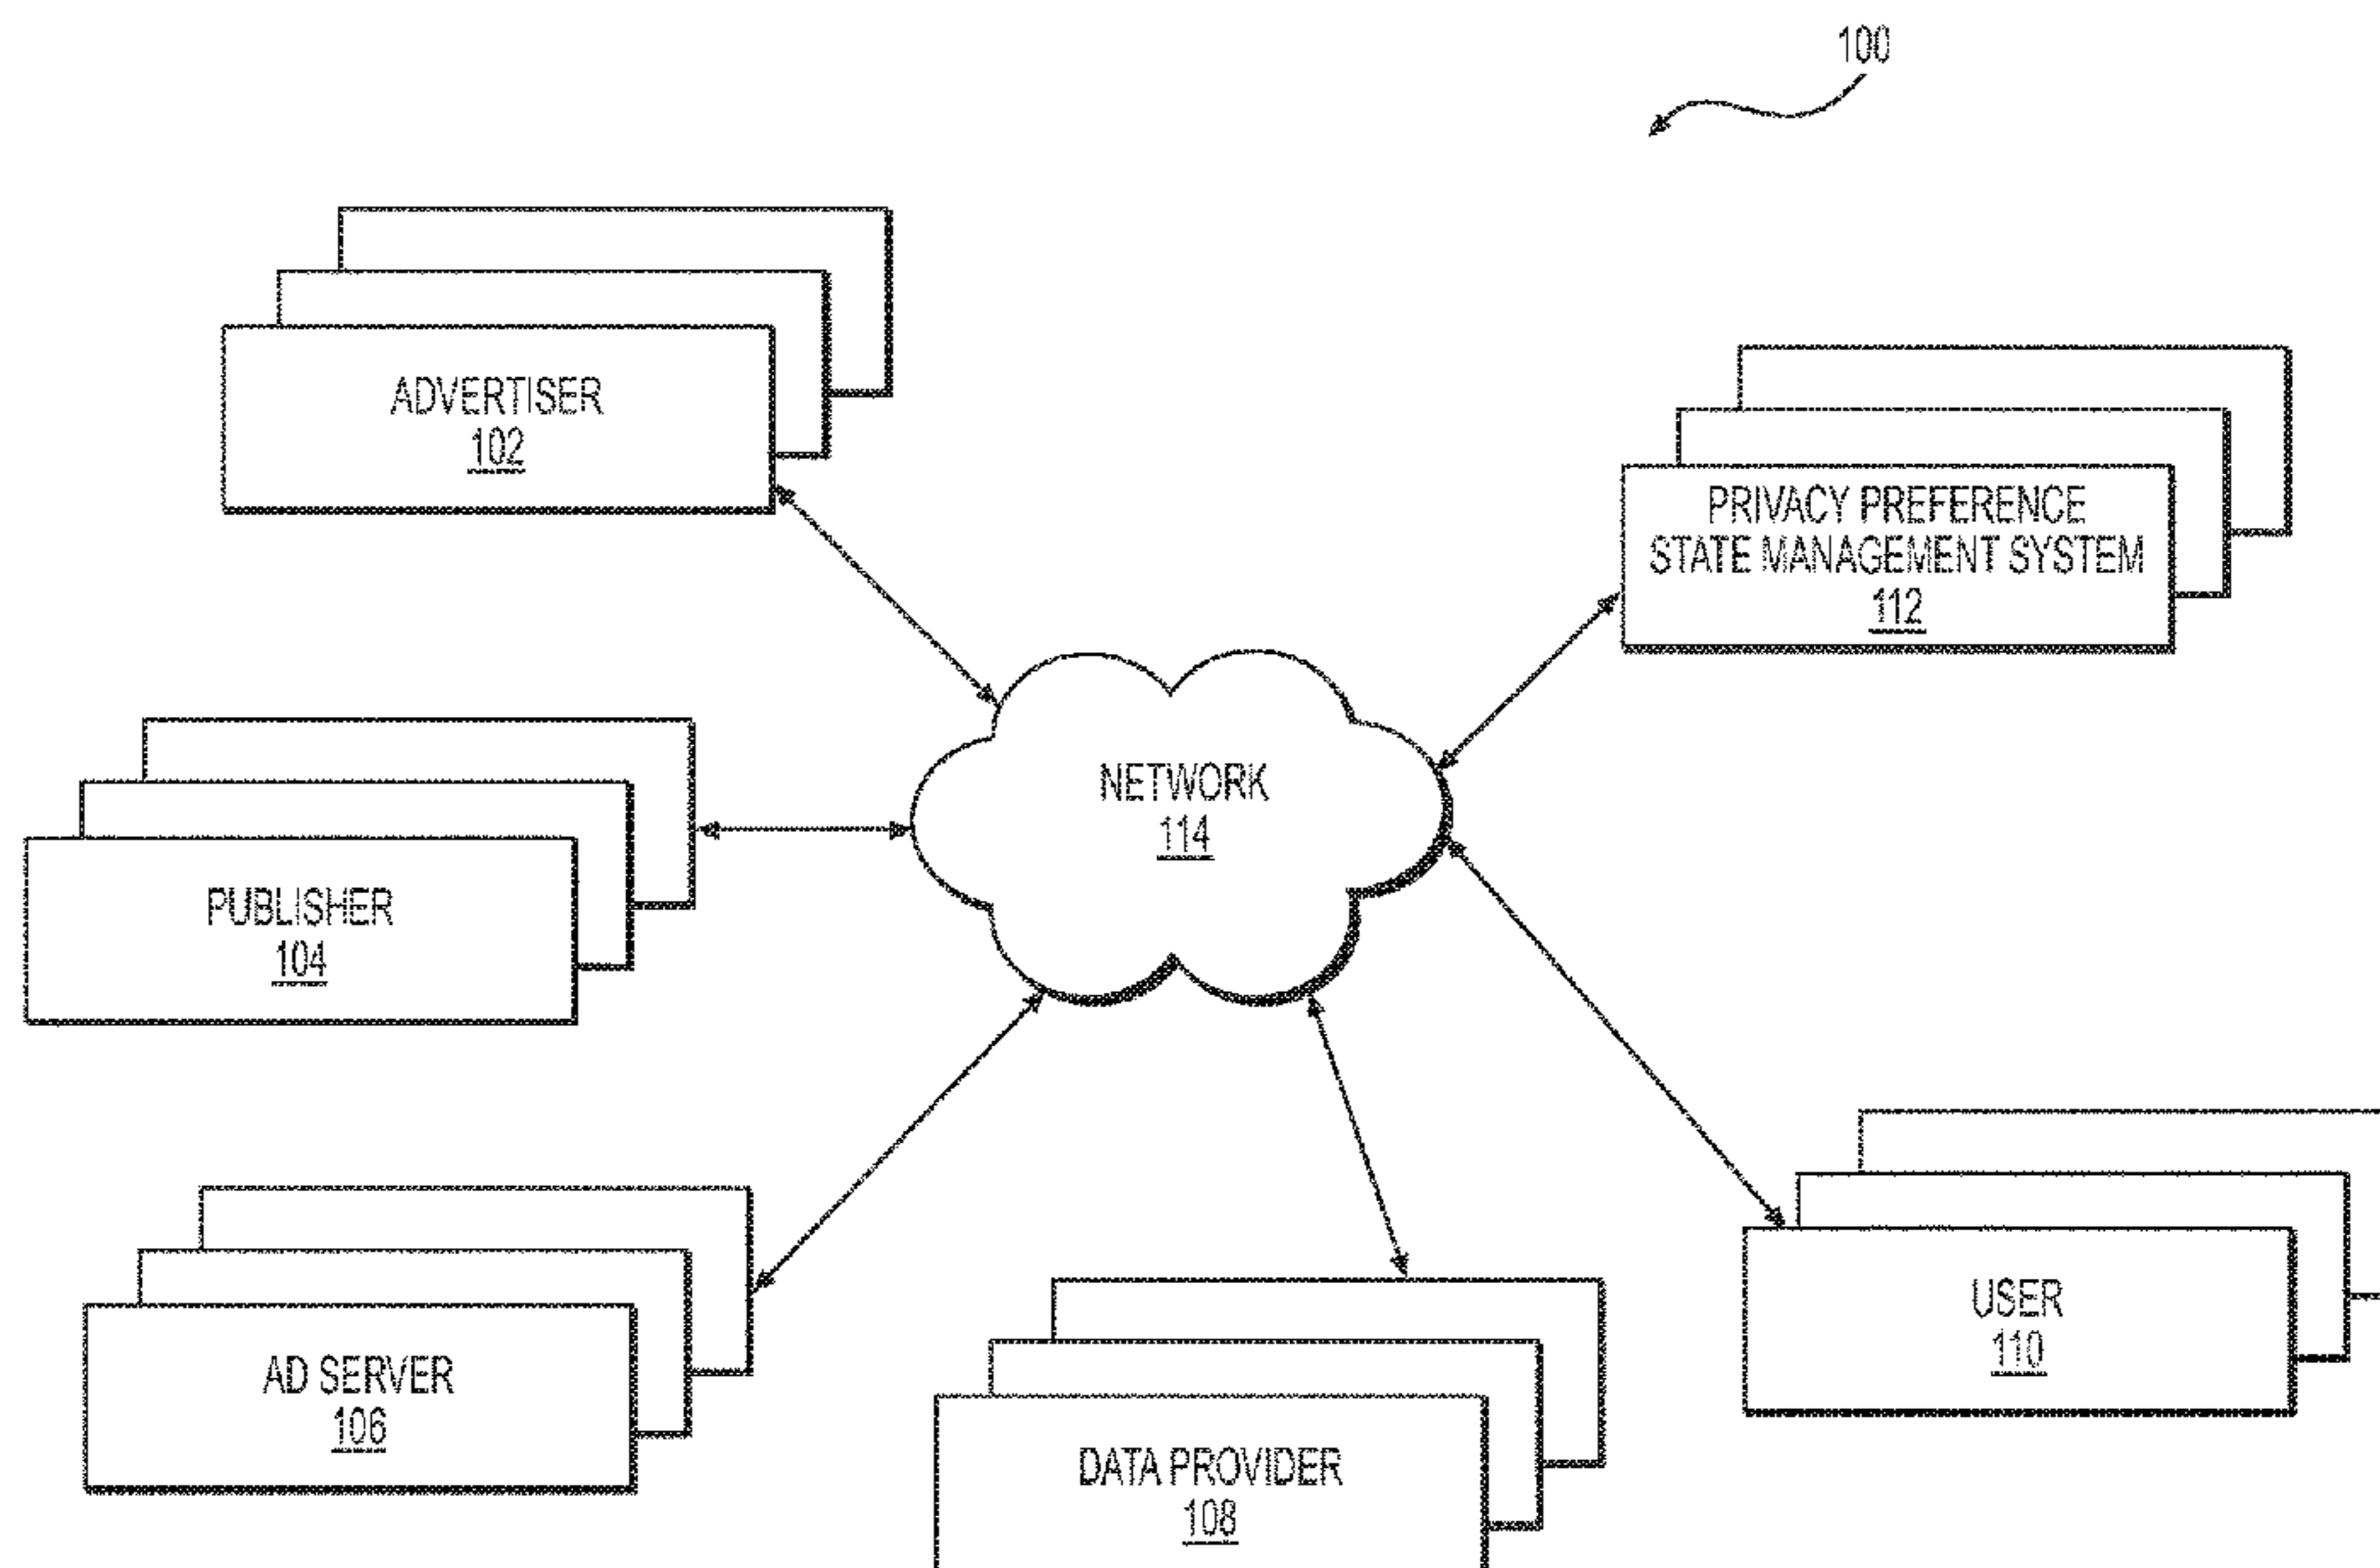 100
ADVERTISER
102
PRIVACY PREFERENCE
STATE MANAGEMENT SYSTEM
112
NETWORK
114
PUBLISHER
104
AD SERVER
106
DATA PROVIDER
108
USER
110